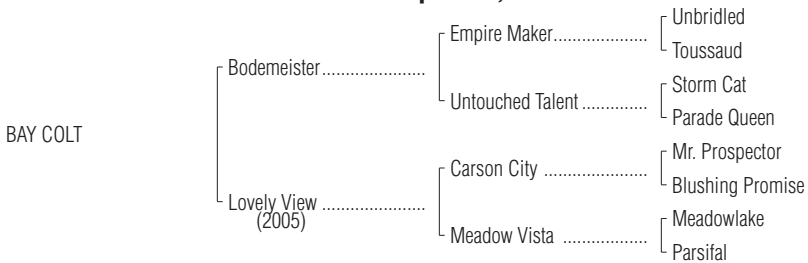 Unbridled
Empire Maker
Toussaud
Bodemeister
Storm Cat
Untouched Talent
Parade Queen
BAY COLT
Mr. Prospector
Carson City
Blushing Promise
Lovely View
(2005)
Meadowlake
Meadow Vista
Parsifal